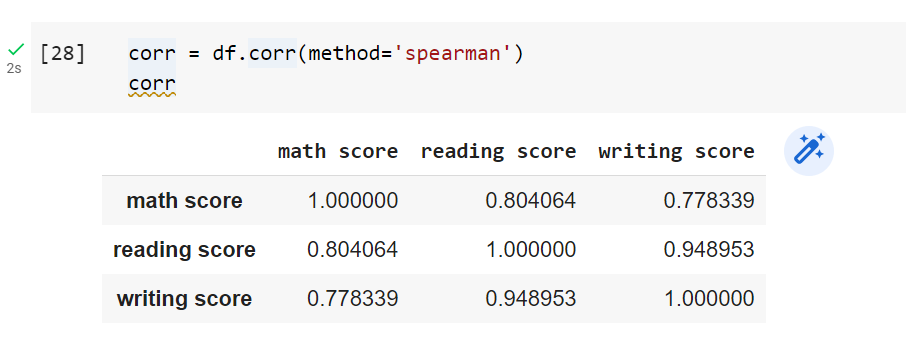 [28] corr = df.corr(method='spearman')
2s
corr
math score reading score writing score
math score 1.000000 0.804064 0.778339
reading score 0.804064 1.000000 0.948953
writing score 0.778339 0.948953 1.000000